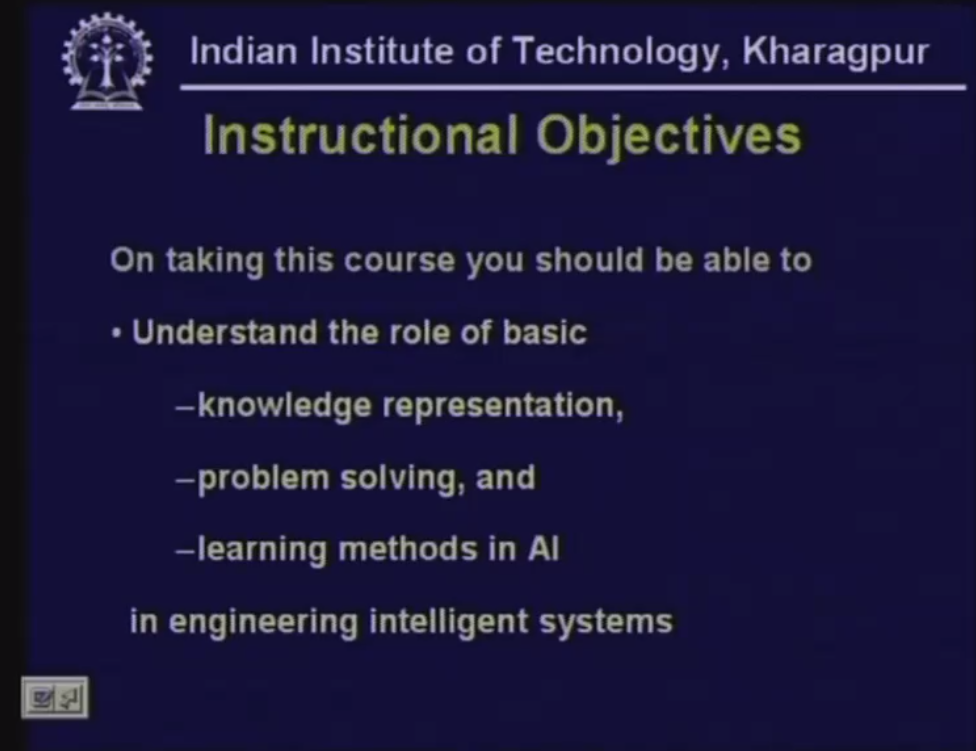 Indian Institute of Technology, Kharagpur
Instructional Objectives
On taking this course you should be able to
• Understand the role of basic
–knowledge representation,
–problem solving, and
–learning methods in AI
in engineering intelligent systems